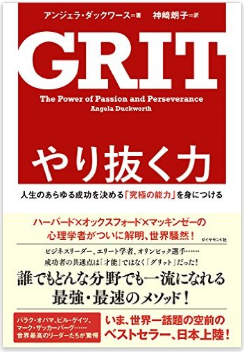 アンジェラ・ダックワース=著 神崎朗子=訳
GRIT
The Power of Passion and Perseverance
Angela Duckworth
やり抜く力
人生のあらゆる成功を決める「究極の能力」を身につける
ダイヤモンド社
ハーバード×オックスフォード×マッキンゼーの
心理学者がついに解明、世界騒然!
ビジネスリーダー、エリート学者、オリンピック選手……
成功者の共通点は「才能」ではなく「グリット」だった!
誰でもどんな分野でも一流になれる
最強・最速のメソッド!
バラク・オバマ、ビル・ゲイツ、
マーク・ザッカーバーグ……
世界最高のリーダーたちが驚愕
いま、世界一話題の空前の
ベストセラー、日本上陸!